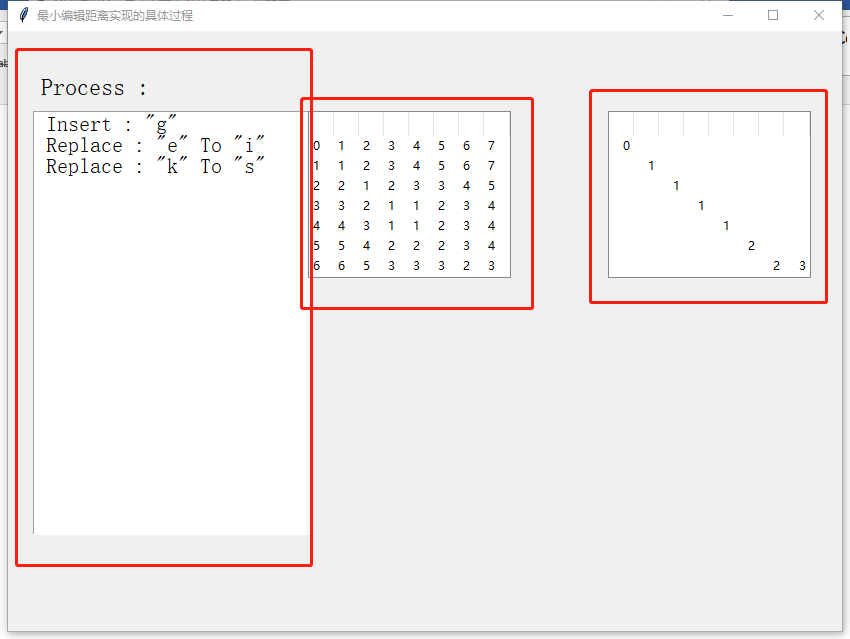 最小编辑距离实现的具体过程
Process :
Insert : "g"
Replace : "e" To "i"
Replace : "k" To "s"
0 1 2 3 4 5 6 7
1 1 2 3 4 5 6 7
2 2 1 2 3 3 4 5
3 3 2 1 1 2 3 4
4 4 3 1 1 2 3 4
5 5 4 2 2 2 3 4
6 6 5 3 3 3 2 3
0
1
1
1
1
2
2 3